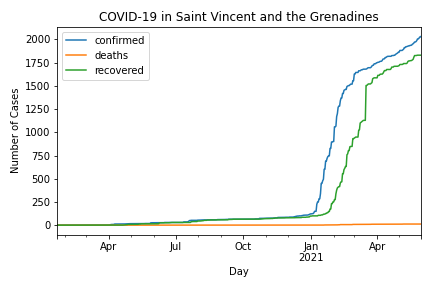 COVID-19 in Saint Vincent and the Grenadines
confirmed
deaths
recovered
2000
1750
1500
1250
1000
750
500
250
0
Number of Cases
Apr
Jul
Oct
Jan
2021
Apr
Day